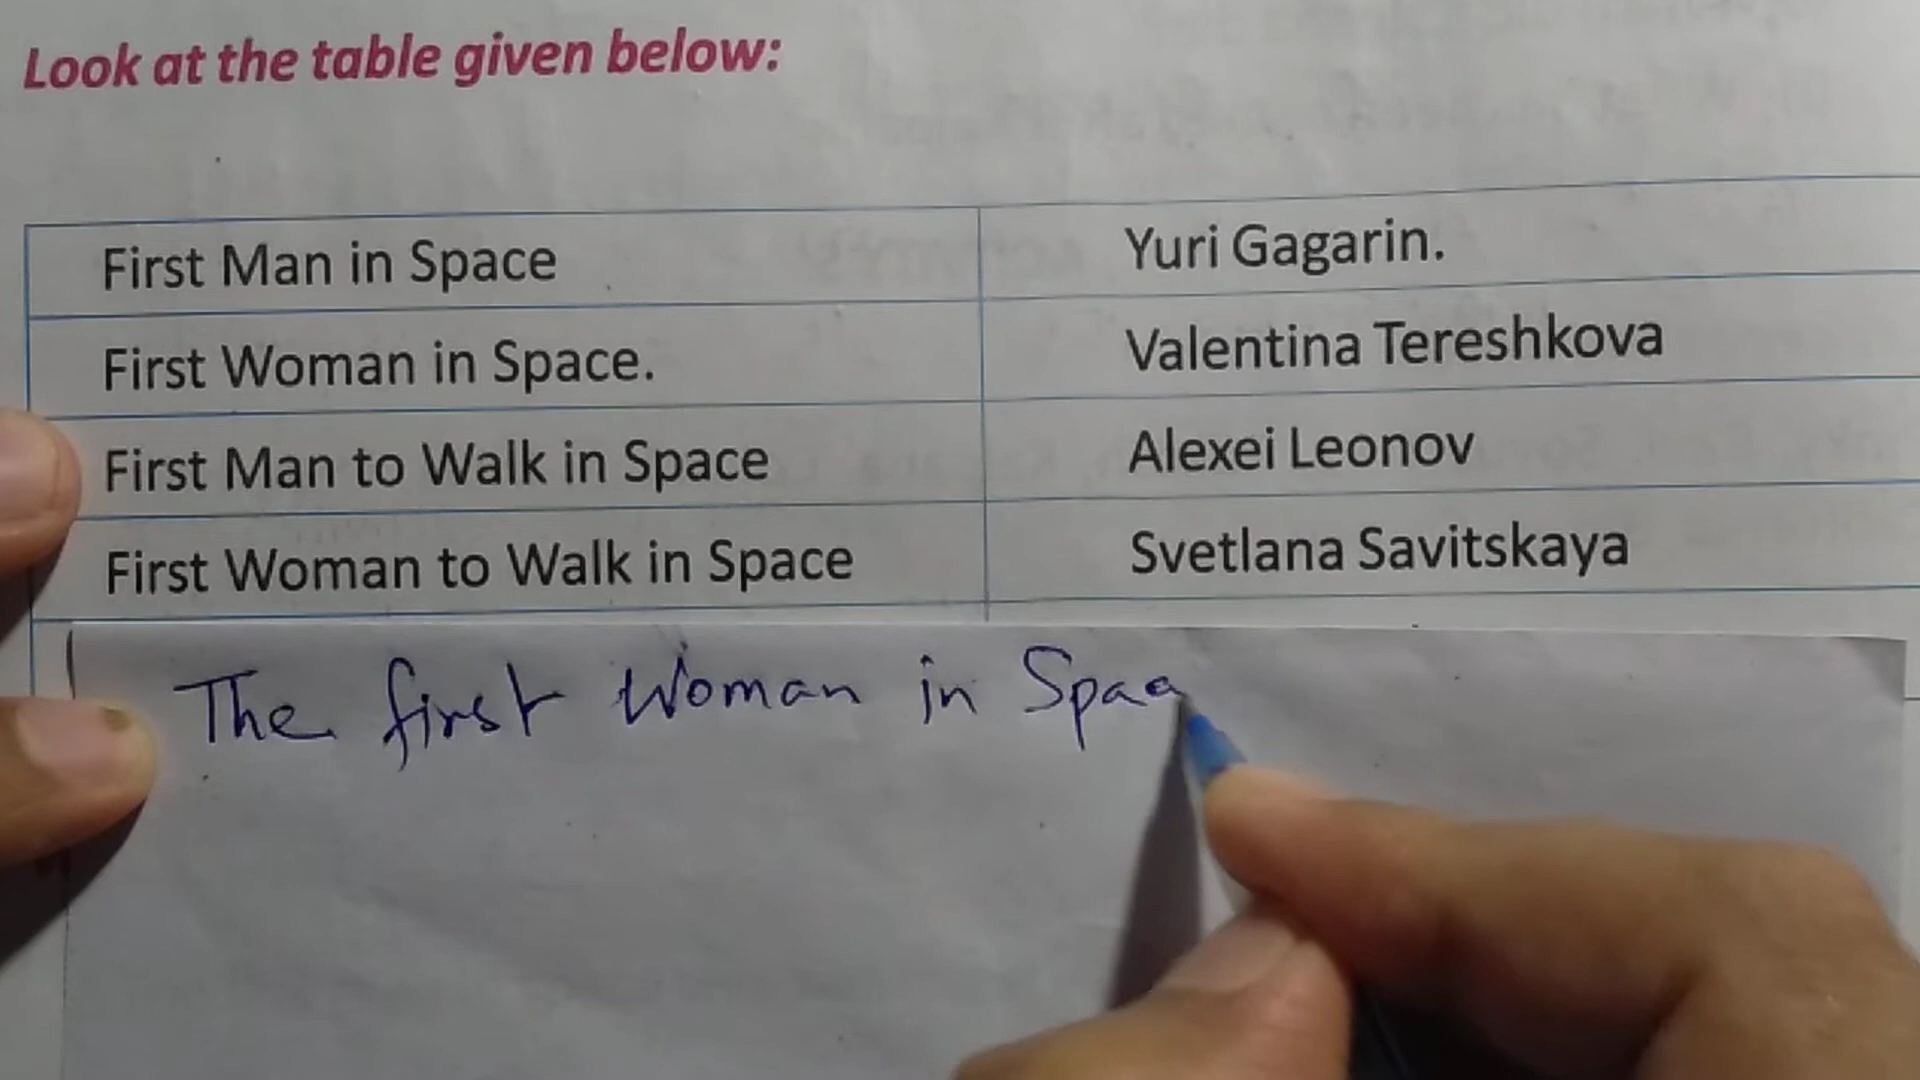 Look at the table given below:
First Man in Space Yuri Gagarin.
First Woman in Space. Valentina Tereshkova
First Man to Walk in Space Alexei Leonov
First Woman to Walk in Space Svetlana Savitskaya
The first Woman in Spac